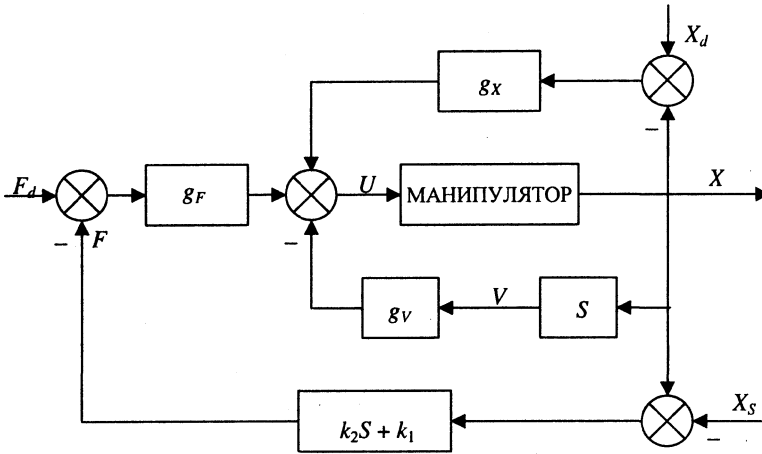 X_d
g_X
–
F_d
g_F
U
МАНИПУЛЯТОР
X
–
F
–
g_V
V
S
k_2S + k_1
X_S
–